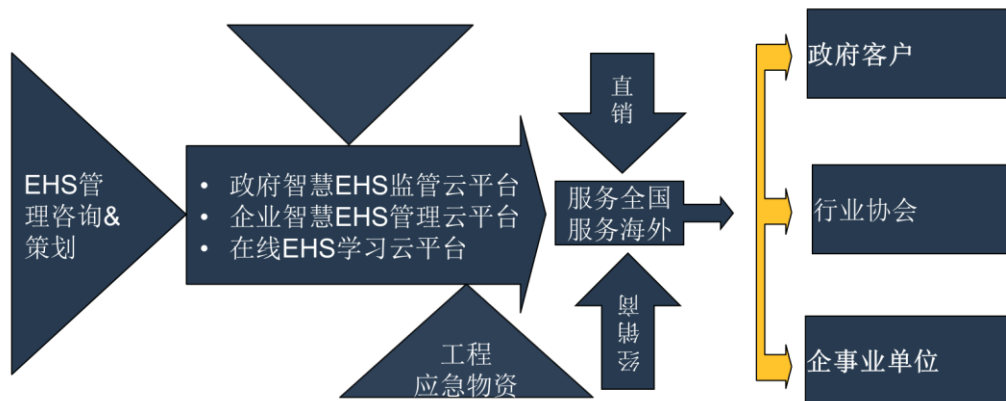 EHS管
理咨询&
策划
• 政府智慧EHS监管云平台
• 企业智慧EHS管理云平台
• 在线EHS学习云平台
工程
应急物资
直
销
服务全国
服务海外
经
销
商
政府客户
行业协会
企事业单位